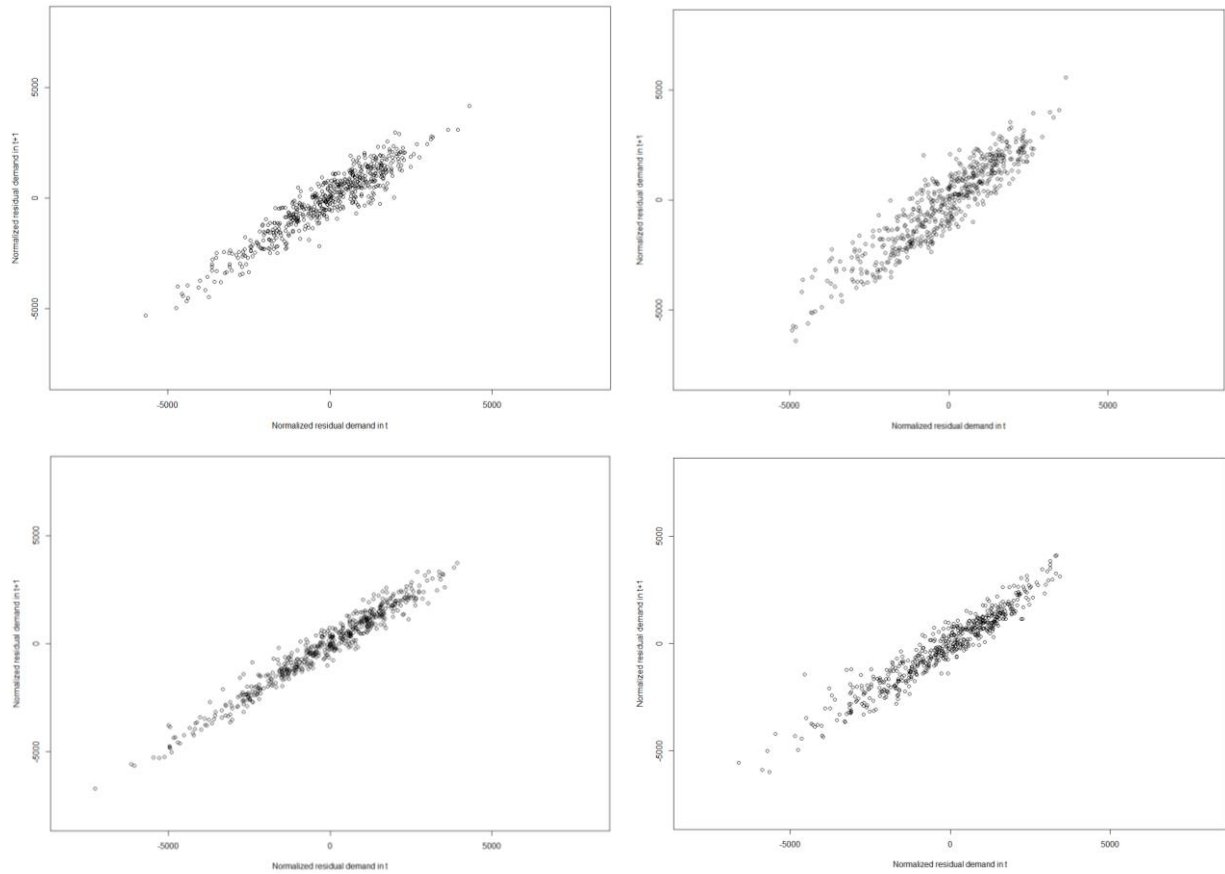 5000
0
-5000
Normalized residual demand in t+1
-5000 0 5000
Normalized residual demand in t
5000
0
-5000
Normalized residual demand in t+1
-5000 0 5000
Normalized residual demand in t
5000
0
-5000
Normalized residual demand in t+1
-5000 0 5000
Normalized residual demand in t
5000
0
-5000
Normalized residual demand in t+1
-5000 0 5000
Normalized residual demand in t